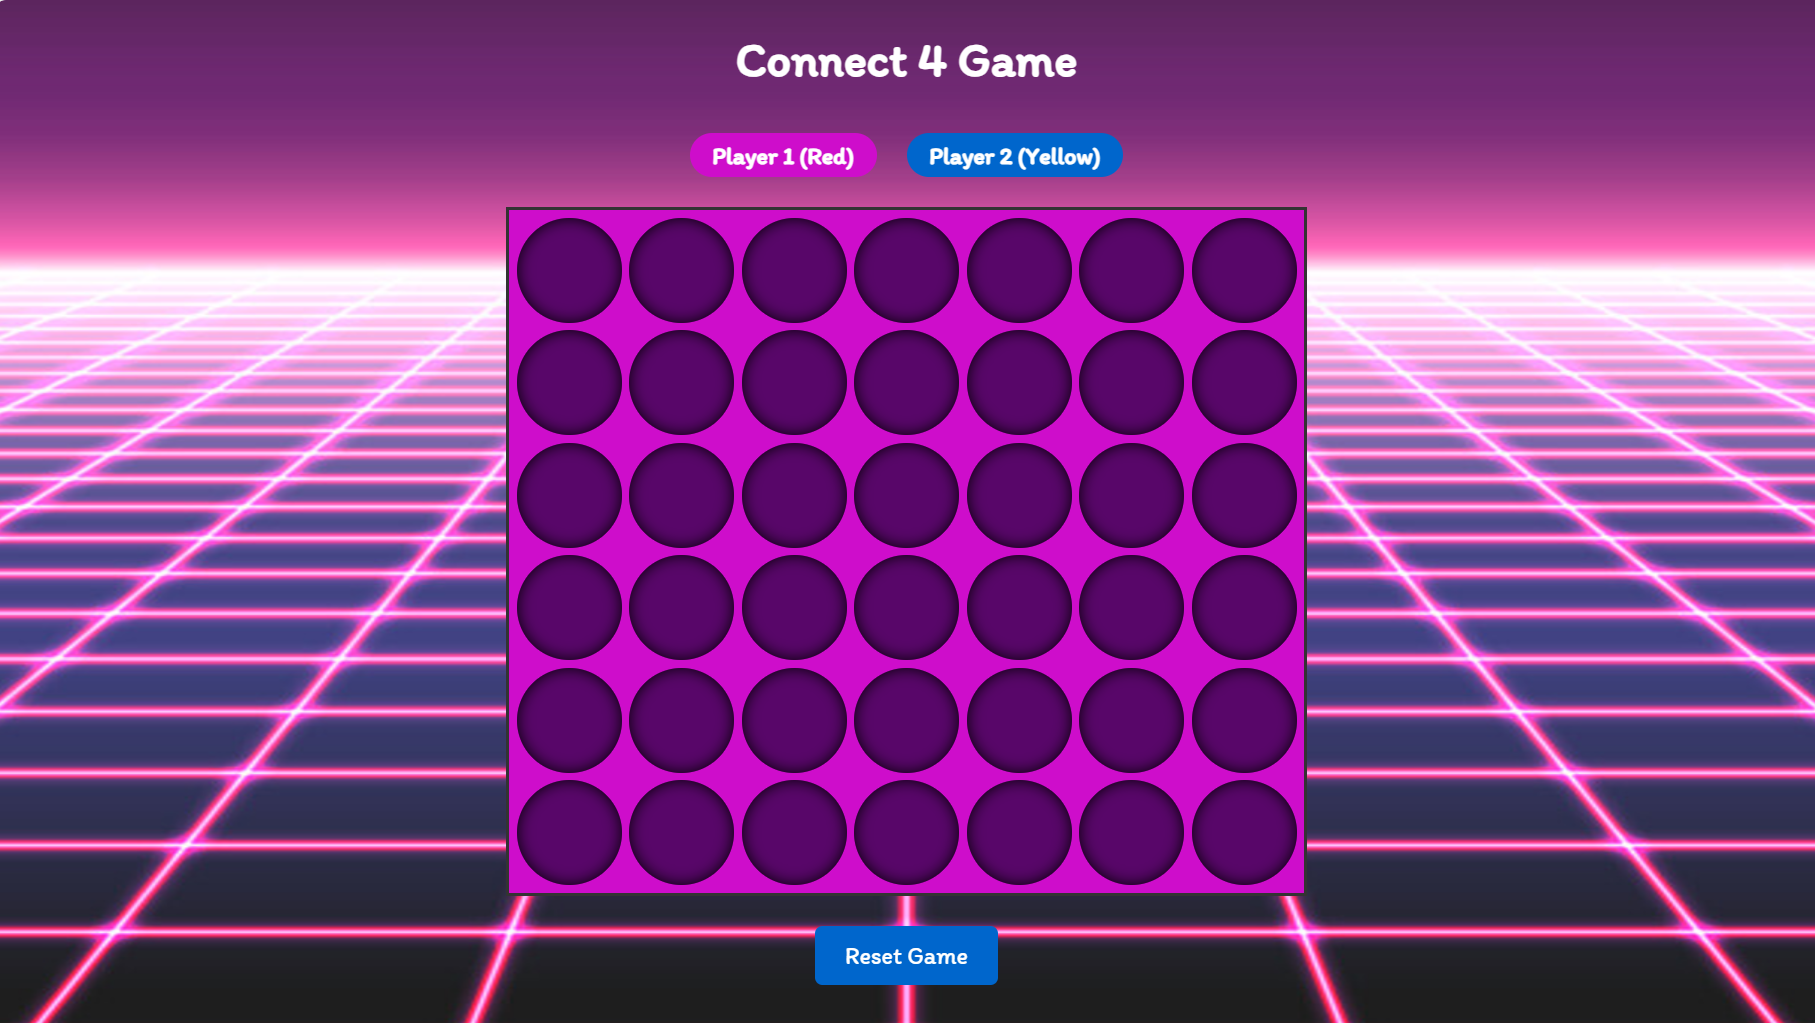 Connect 4 Game
Player 1 (Red)
Player 2 (Yellow)
Reset Game